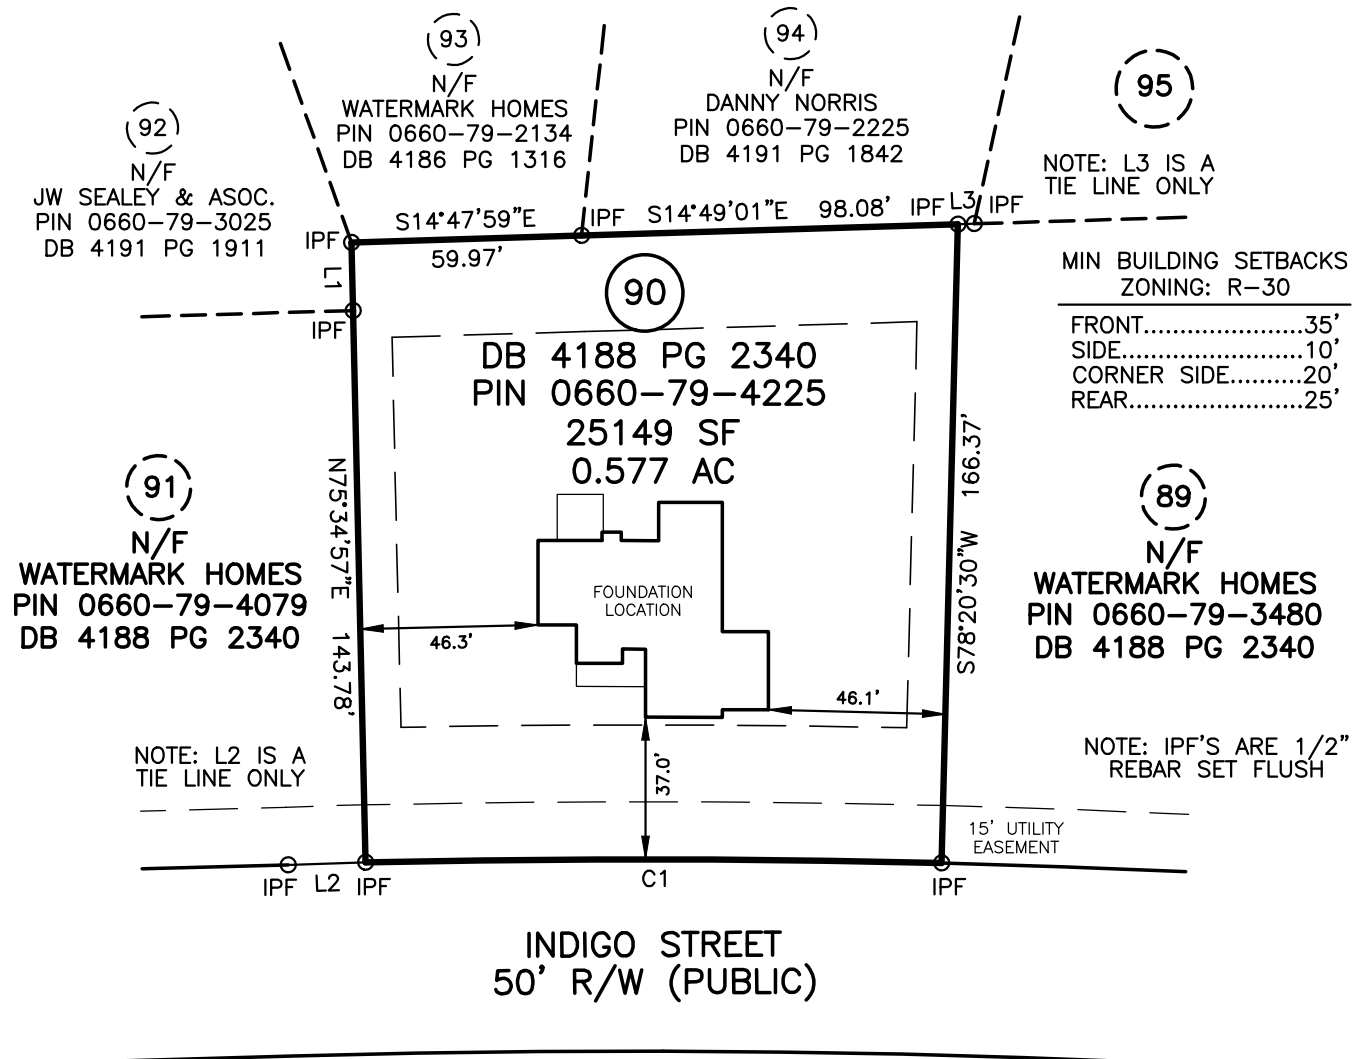 93
N/F
WATERMARK HOMES
PIN 0660-79-2134
DB 4186 PG 1316
94
N/F
DANNY NORRIS
PIN 0660-79-2225
DB 4191 PG 1842
95
NOTE: L3 IS A
TIE LINE ONLY
92
N/F
JW SEALEY & ASOC.
PIN 0660-79-3025
DB 4191 PG 1911
IPF
S14°47'59"E
59.97'
IPF
S14°49'01"E 98.08'
IPF
L3
IPF
L1
IPF
MIN BUILDING SETBACKS
ZONING: R-30
FRONT.....................35'
SIDE........................10'
CORNER SIDE..........20'
REAR.......................25'
90
DB 4188 PG 2340
PIN 0660-79-4225
25149 SF
0.577 AC
N75°34'57"E 143.78'
S78°20'30"W 166.37'
91
N/F
WATERMARK HOMES
PIN 0660-79-4079
DB 4188 PG 2340
89
N/F
WATERMARK HOMES
PIN 0660-79-3480
DB 4188 PG 2340
FOUNDATION
LOCATION
46.3'
46.1'
37.0'
NOTE: L2 IS A
TIE LINE ONLY
NOTE: IPF'S ARE 1/2"
REBAR SET FLUSH
15' UTILITY
EASEMENT
IPF
L2
IPF
C1
IPF
INDIGO STREET
50' R/W (PUBLIC)